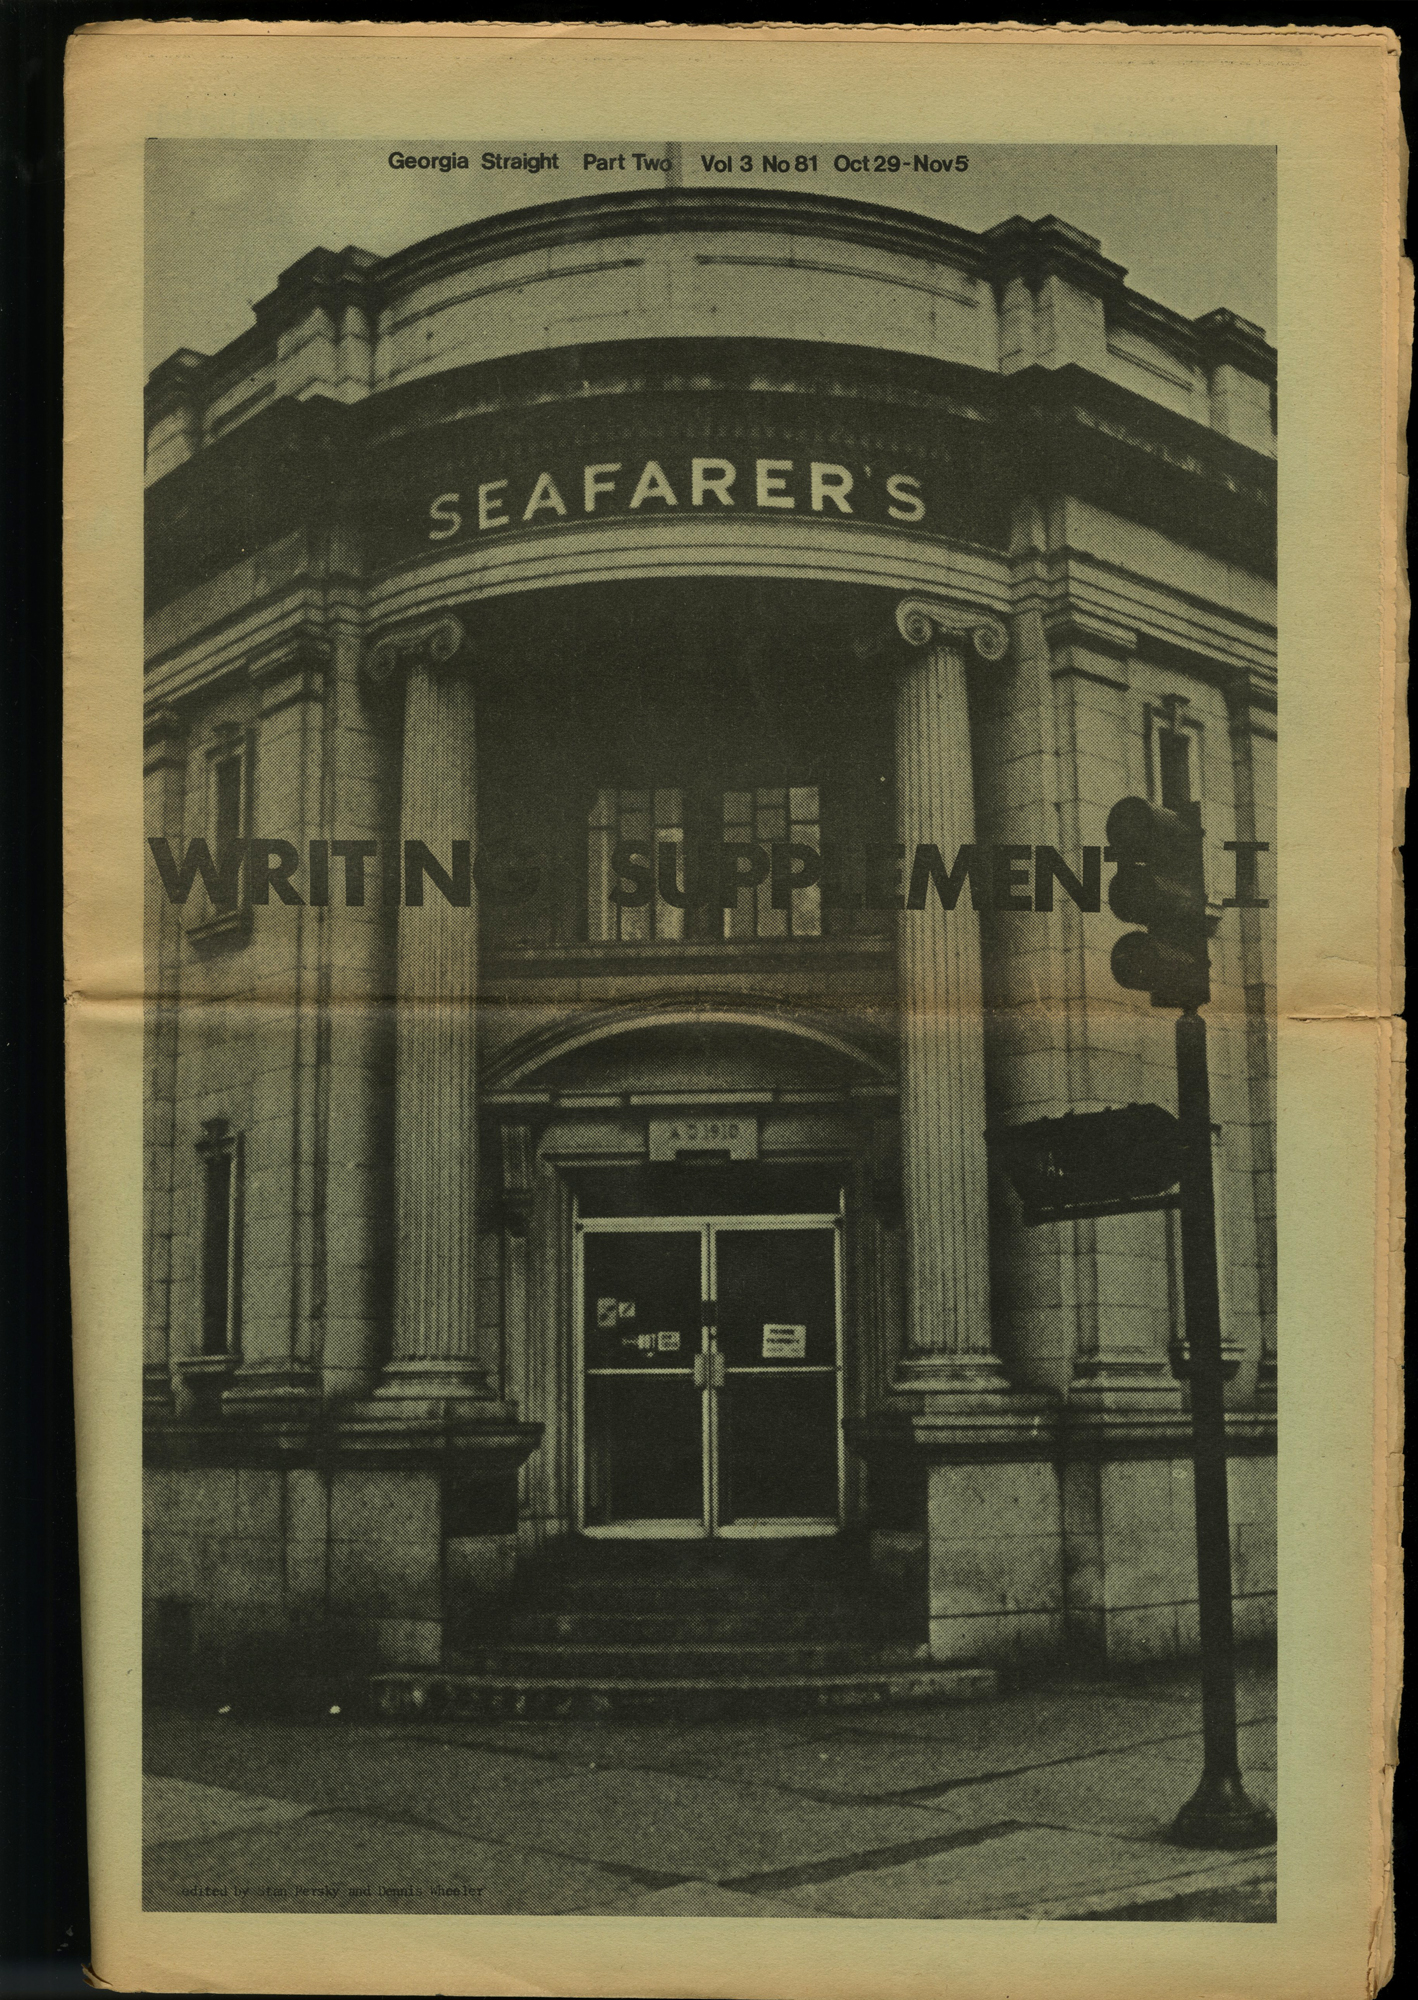 Georgia Straight Part Two Vol 3 No 81 Oct 29-Nov 5
SEAFARER'S
WRITING SUPPLEMENT I
A.D. 1910
edited by Stan Persky and Dennis Wheeler